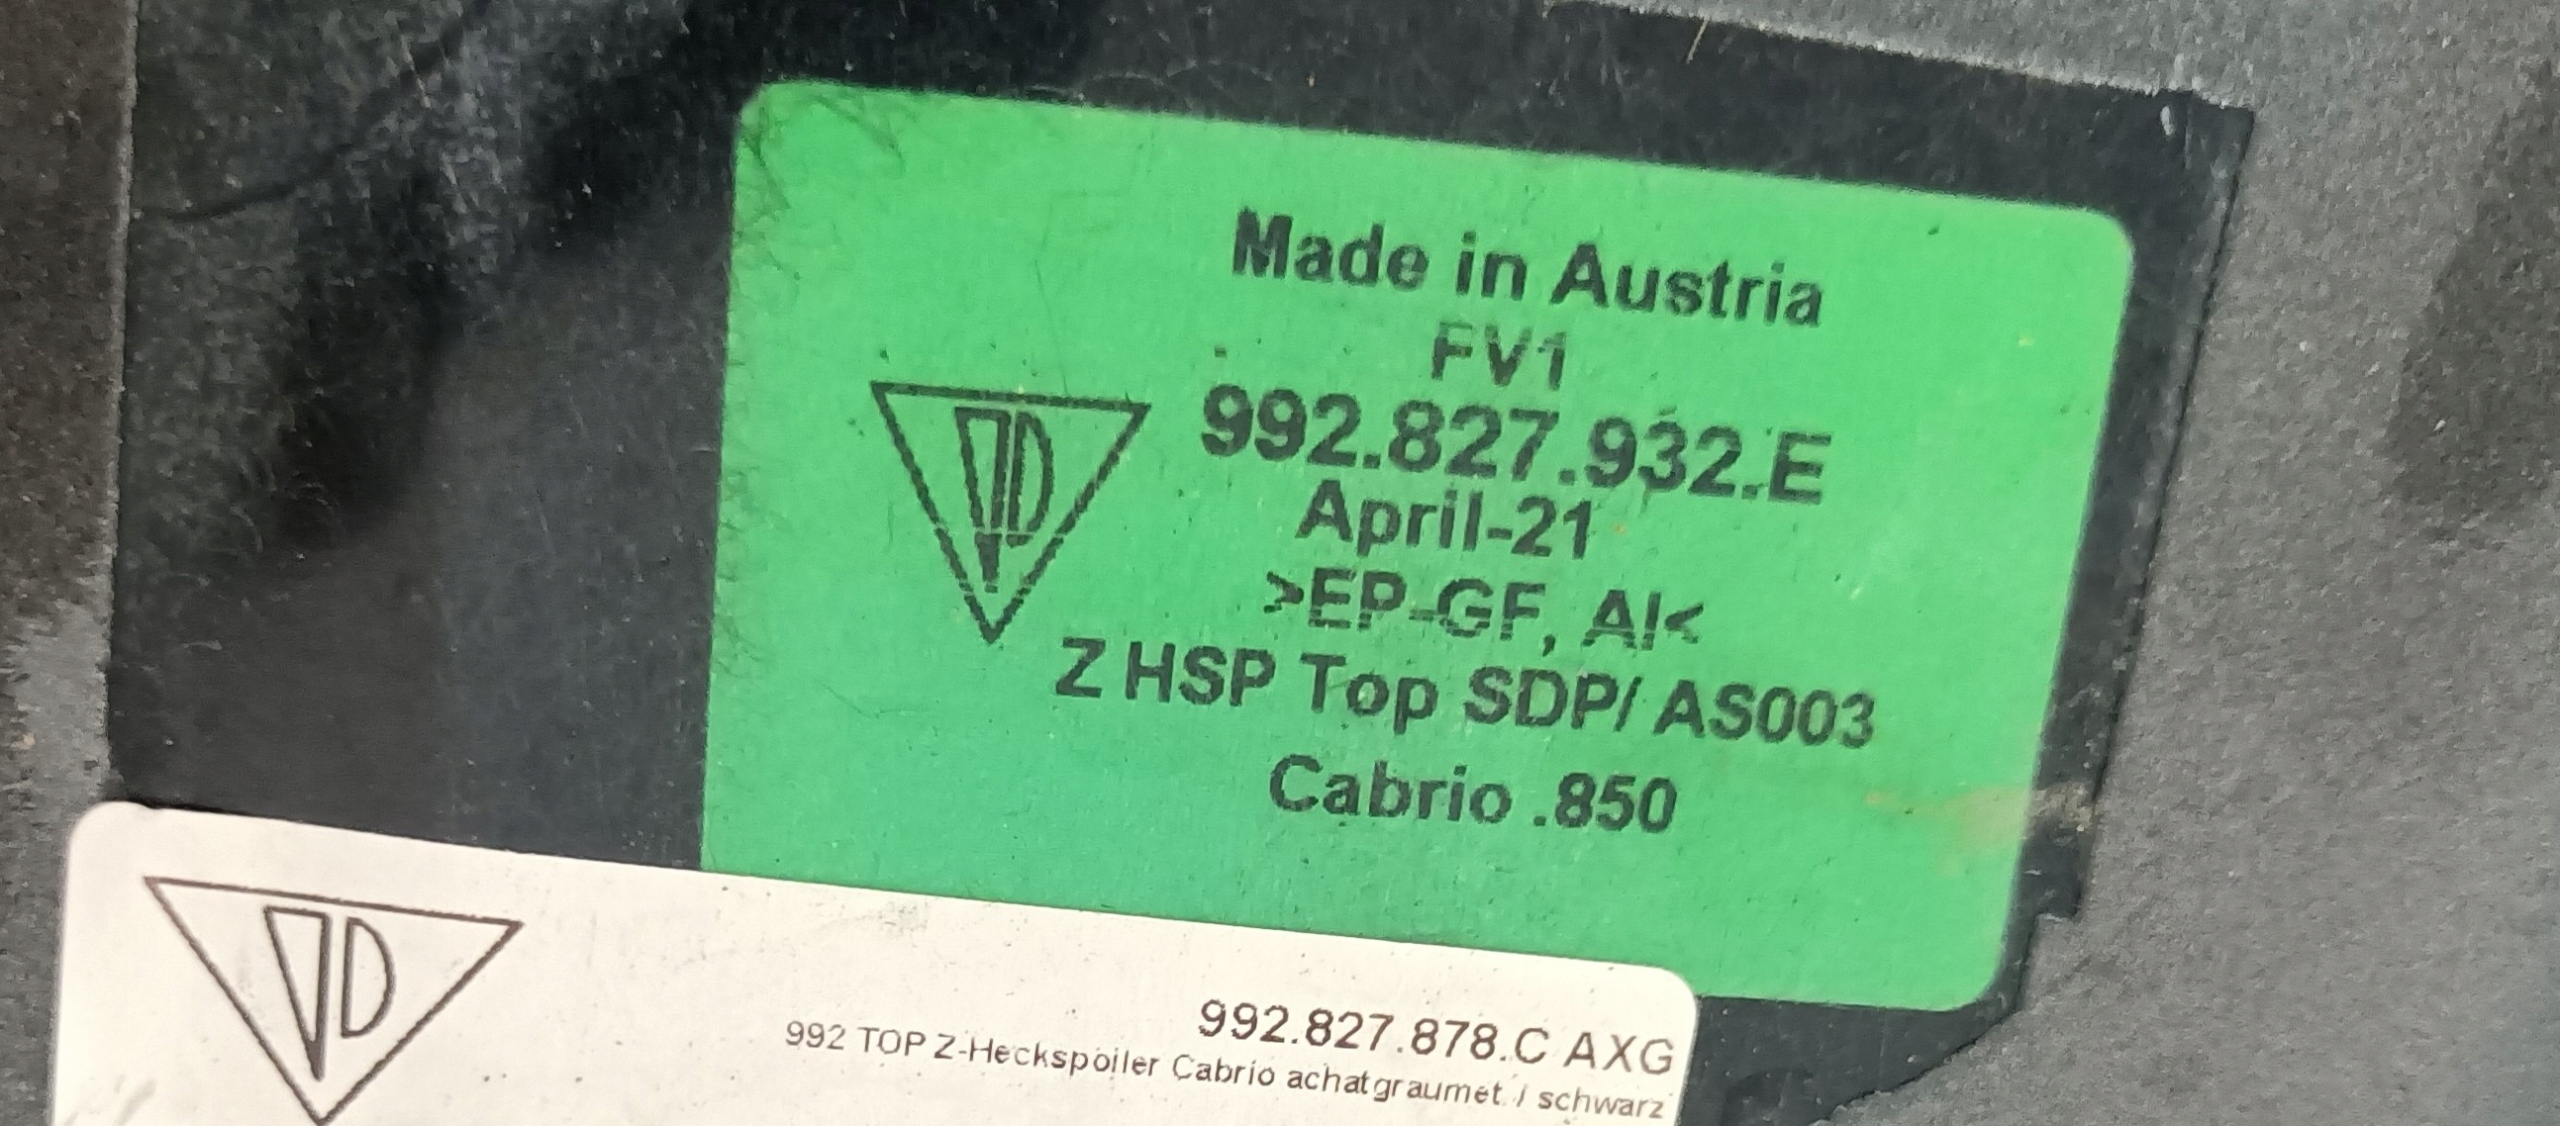 Made in Austria
FV1
992.827.932.E
April-21
>EP-GF, Al<
Z HSP Top SDP/ AS003
Cabrio .850
992.827.878.C AXG
992 TOP Z-Heckspoiler Cabrio achatgraumet. / schwarz